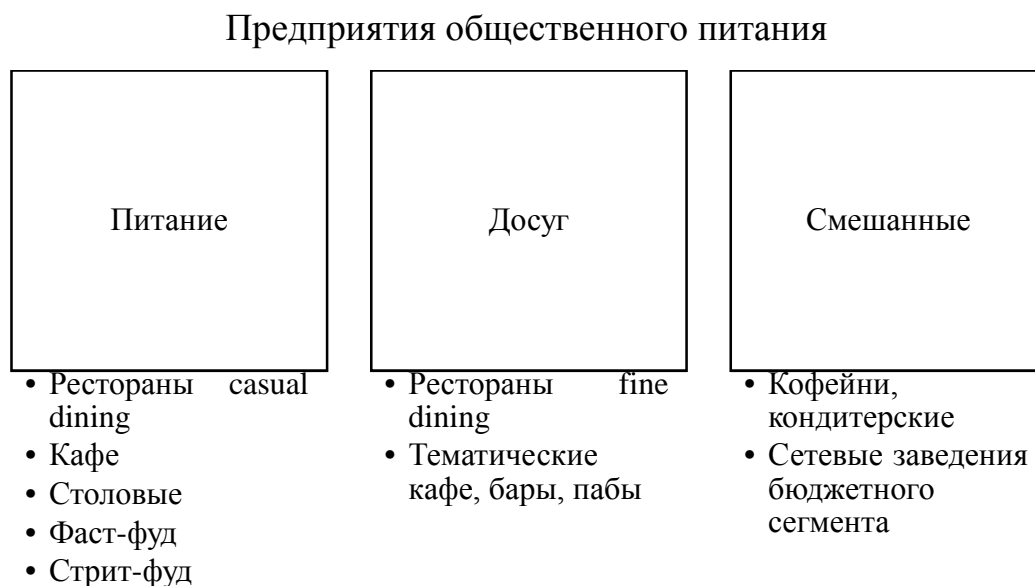 Предприятия общественного питания
Питание
• Рестораны casual
dining
• Кафе
• Столовые
• Фаст-фуд
• Стрит-фуд
Досуг
• Рестораны fine
dining
• Тематические
кафе, бары, пабы
Смешанные
• Кофейни,
кондитерские
• Сетевые заведения
бюджетного
сегмента